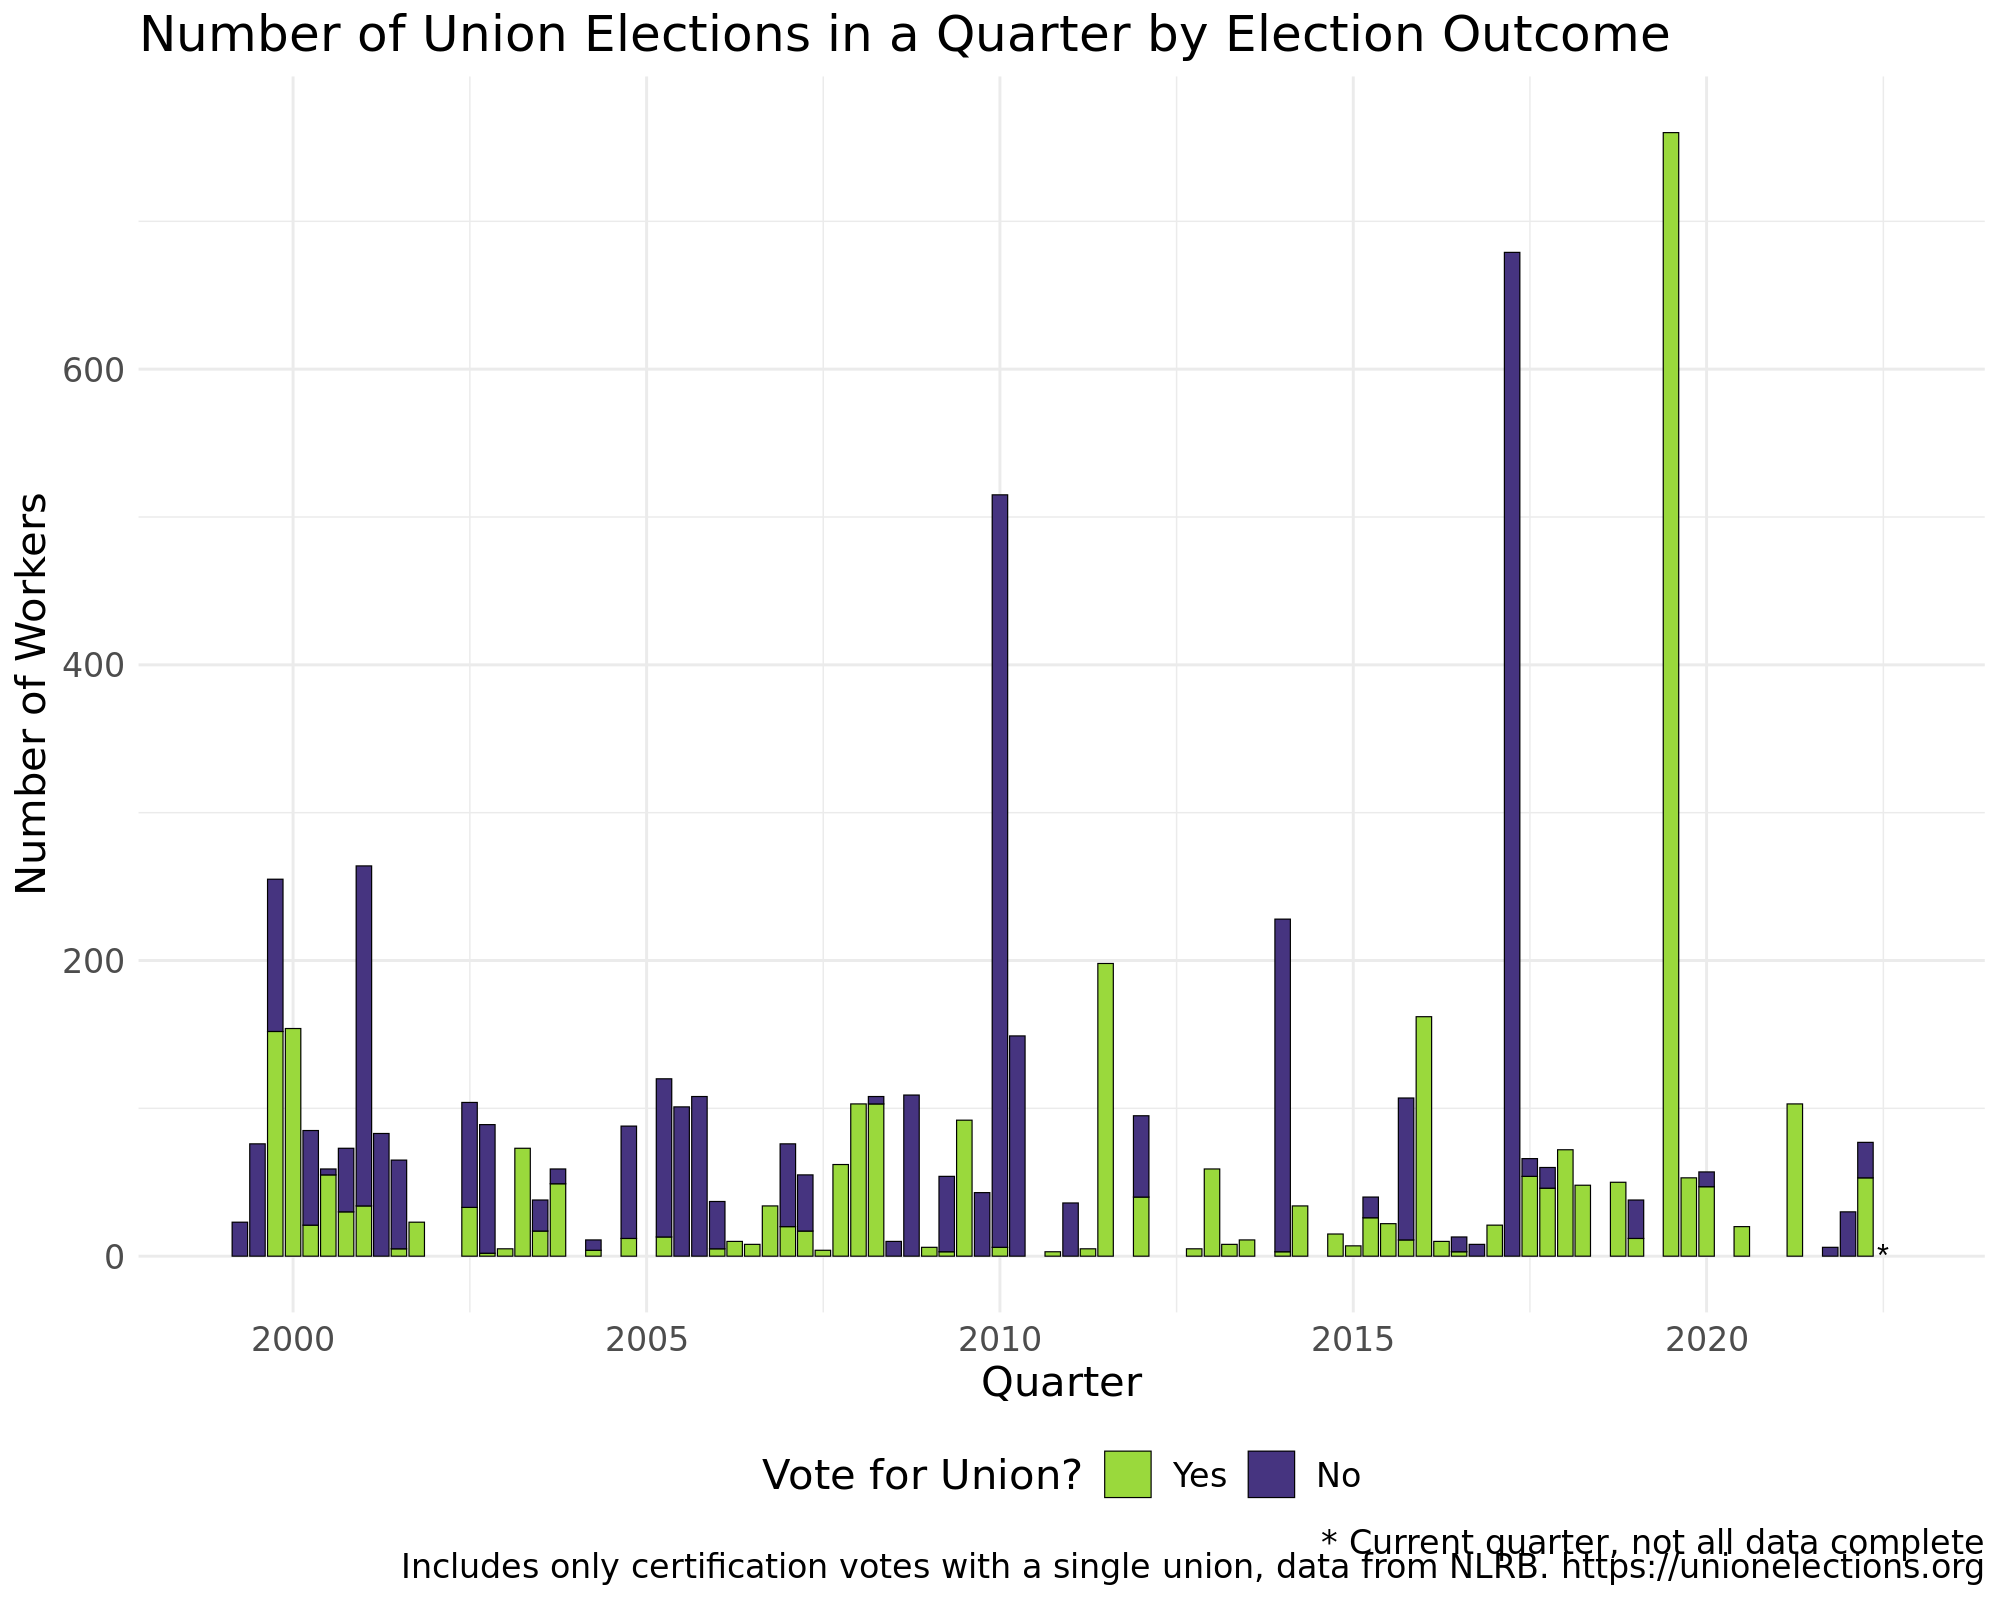 Number of Union Elections in a Quarter by Election Outcome
Number of Workers
600
400
200
0
*
2000 2005 2010 2015 2020
Quarter
Vote for Union? Yes No
* Current quarter, not all data complete
Includes only certification votes with a single union, data from NLRB. https://unionelections.org